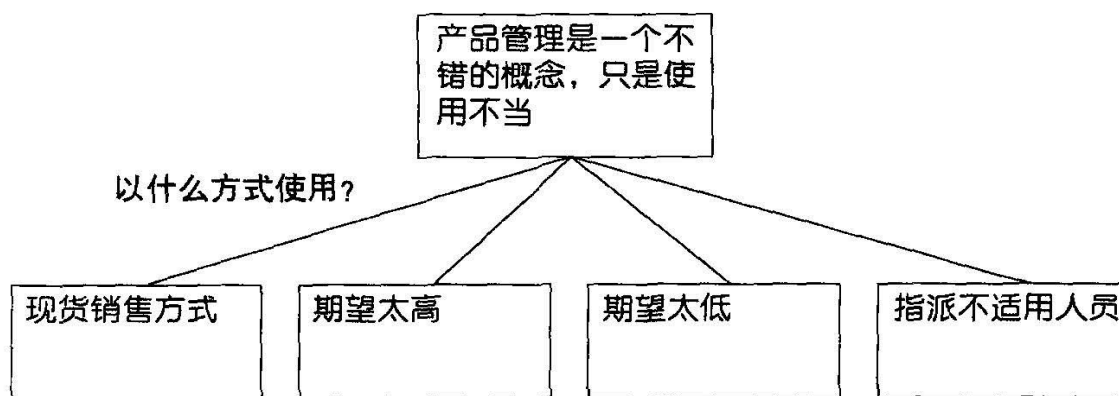 产品管理是一个不
错的概念，只是使
用不当
以什么方式使用？
现货销售方式
期望太高
期望太低
指派不适用人员